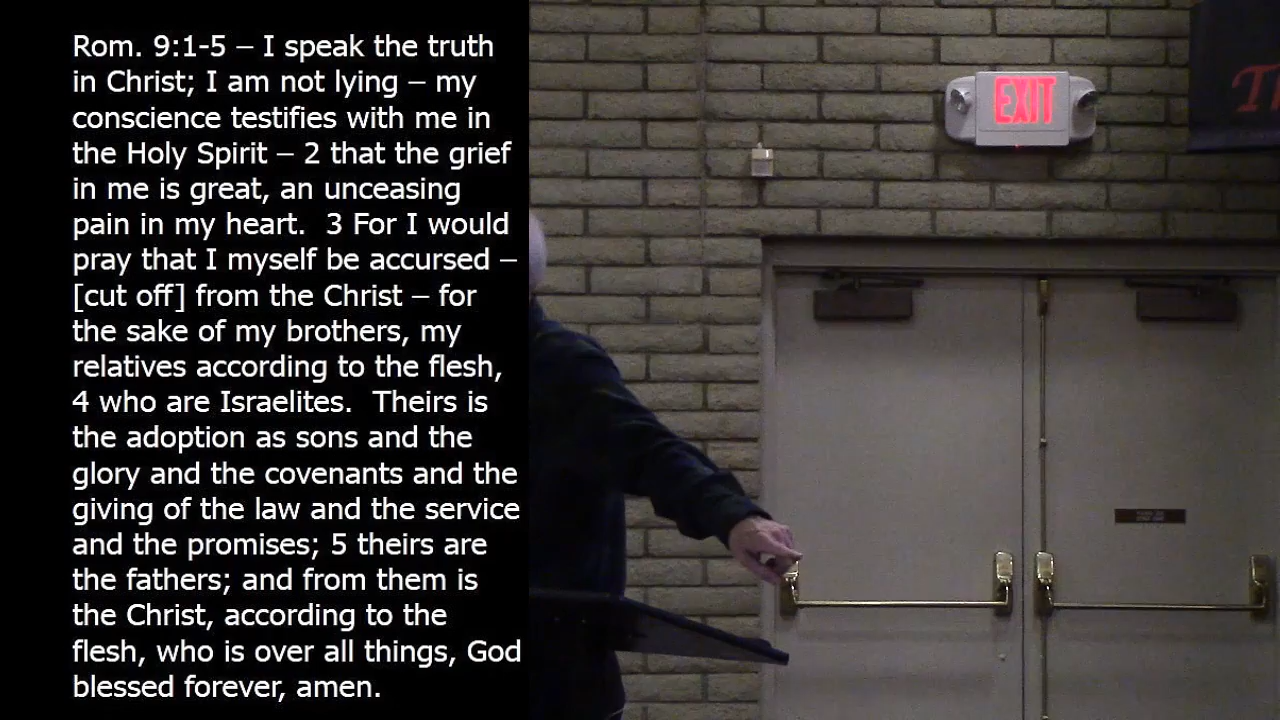 Rom. 9:1-5 – I speak the truth
in Christ; I am not lying – my
conscience testifies with me in
the Holy Spirit – 2 that the grief
in me is great, an unceasing
pain in my heart.  3 For I would
pray that I myself be accursed –
[cut off] from the Christ – for
the sake of my brothers, my
relatives according to the flesh,
4 who are Israelites.  Theirs is
the adoption as sons and the
glory and the covenants and the
giving of the law and the service
and the promises; 5 theirs are
the fathers; and from them is
the Christ, according to the
flesh, who is over all things, God
blessed forever, amen.
EXIT